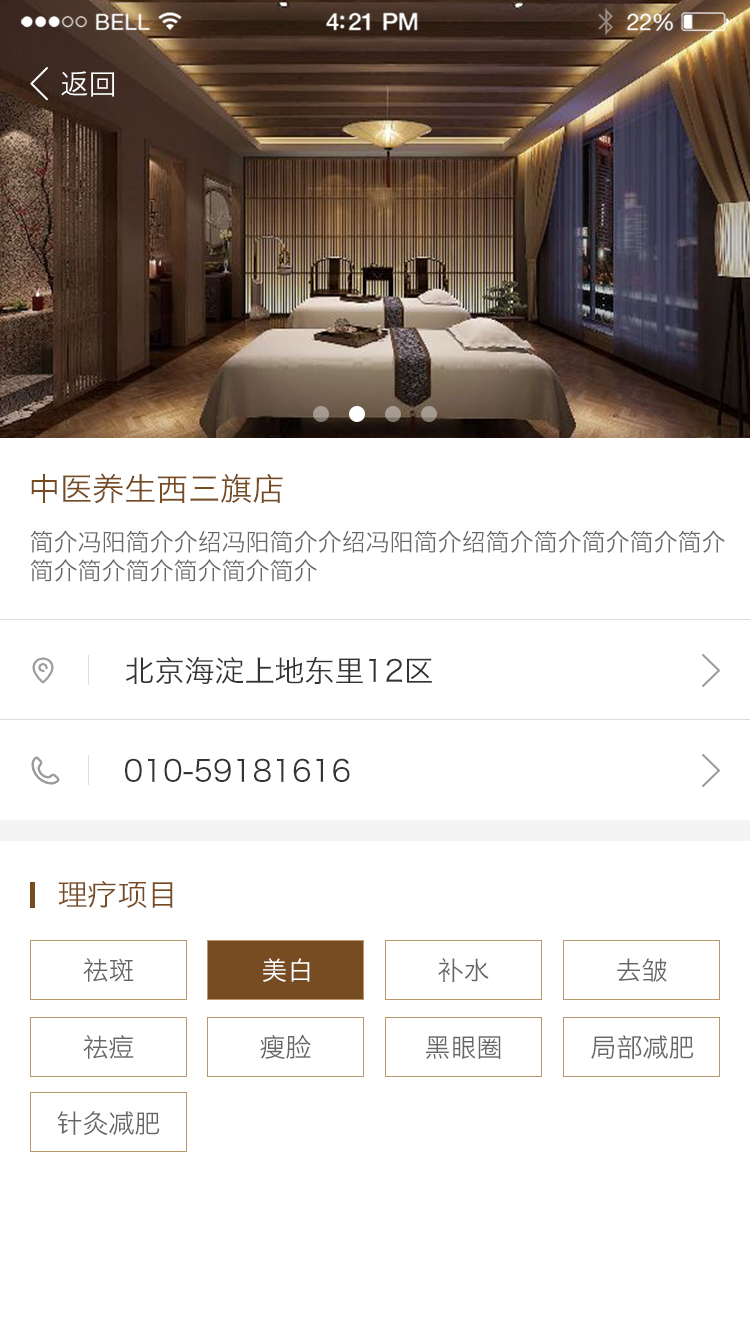 BELL 4:21 PM 22%
返回
中医养生西三旗店
简介冯阳简介介绍冯阳简介介绍冯阳简介绍简介简介简介简介简介
简介简介简介简介简介简介
北京海淀上地东里12区
010-59181616
理疗项目
祛斑 美白 补水 去皱
祛痘 瘦脸 黑眼圈 局部减肥
针灸减肥